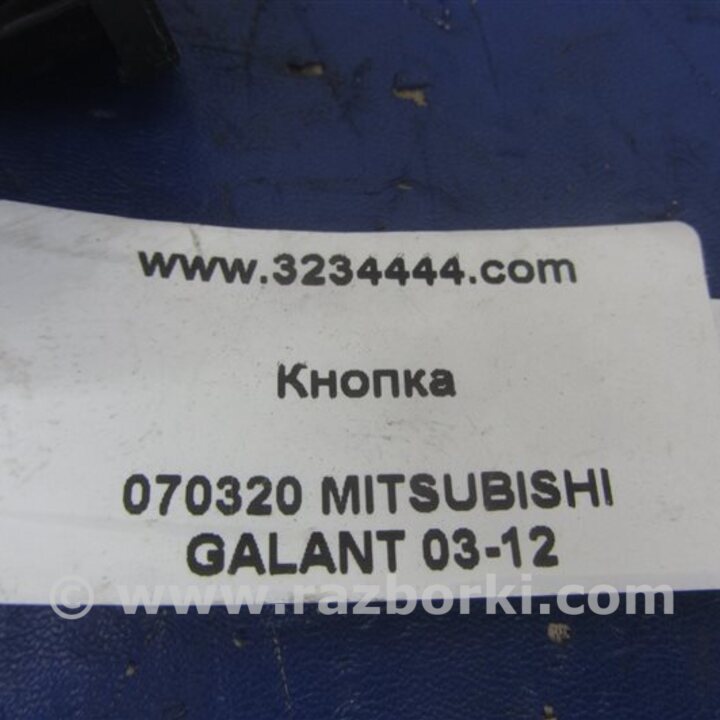 www.3234444.com
Кнопка
070320 MITSUBISHI
GALANT 03-12
© www.razborki.com